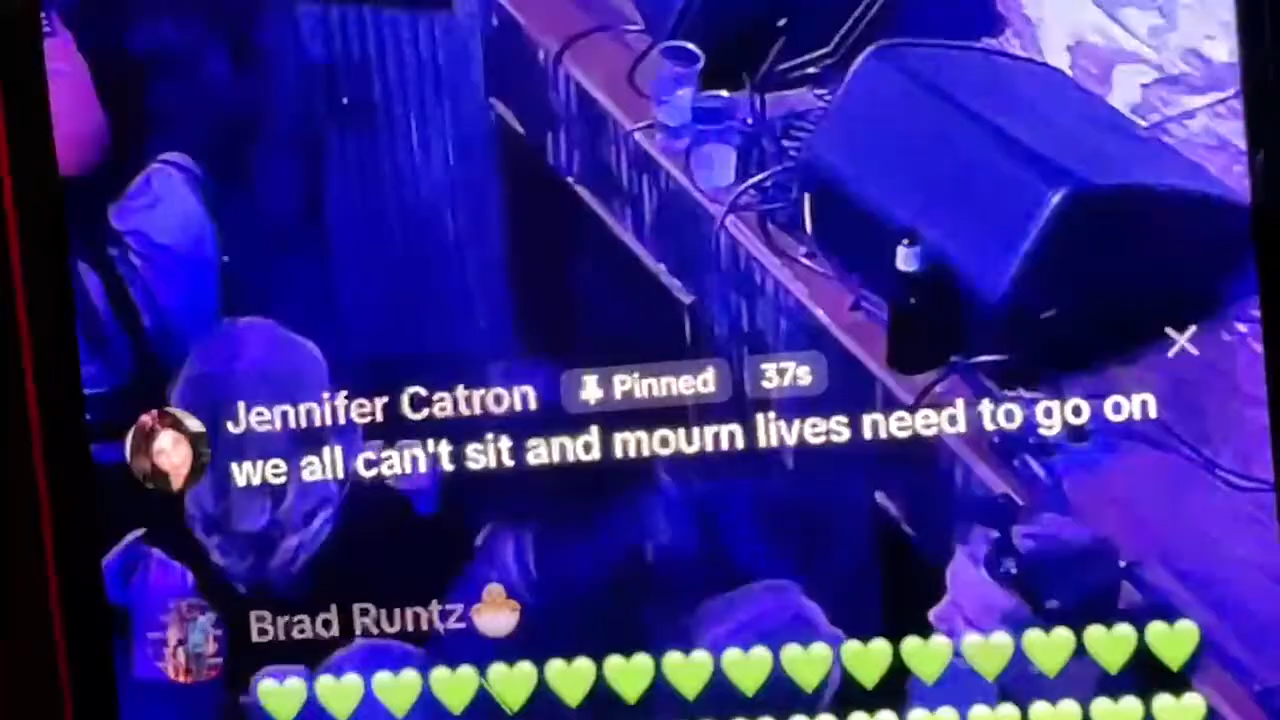 Jennifer Catron Pinned 37s
we all can't sit and mourn lives need to go on
Brad Runtz🐣
💚💚💚💚💚💚💚💚💚💚💚💚💚💚💚💚